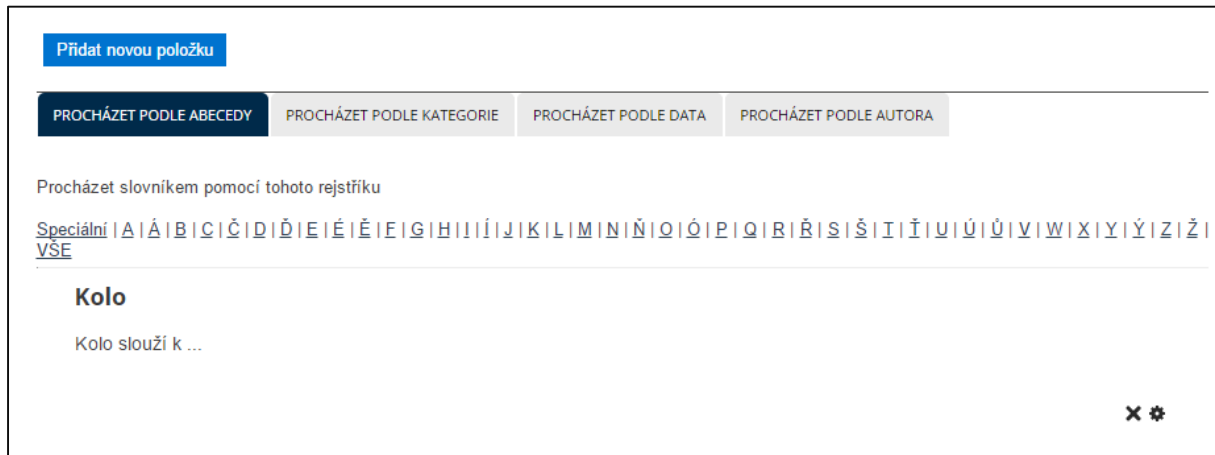 Přidat novou položku
PROCHÁZET PODLE ABECEDY PROCHÁZET PODLE KATEGORIE PROCHÁZET PODLE DATA PROCHÁZET PODLE AUTORA
Procházet slovníkem pomocí tohoto rejstříku
Speciální | A | Á | B | C | Č | D | Ď | E | É | Ě | F | G | H | I | Í | J | K | L | M | N | Ň | O | Ó | P | Q | R | Ř | S | Š | T | Ť | U | Ú | Ů | V | W | X | Y | Ý | Z | Ž |
VŠE
Kolo
Kolo slouží k ...